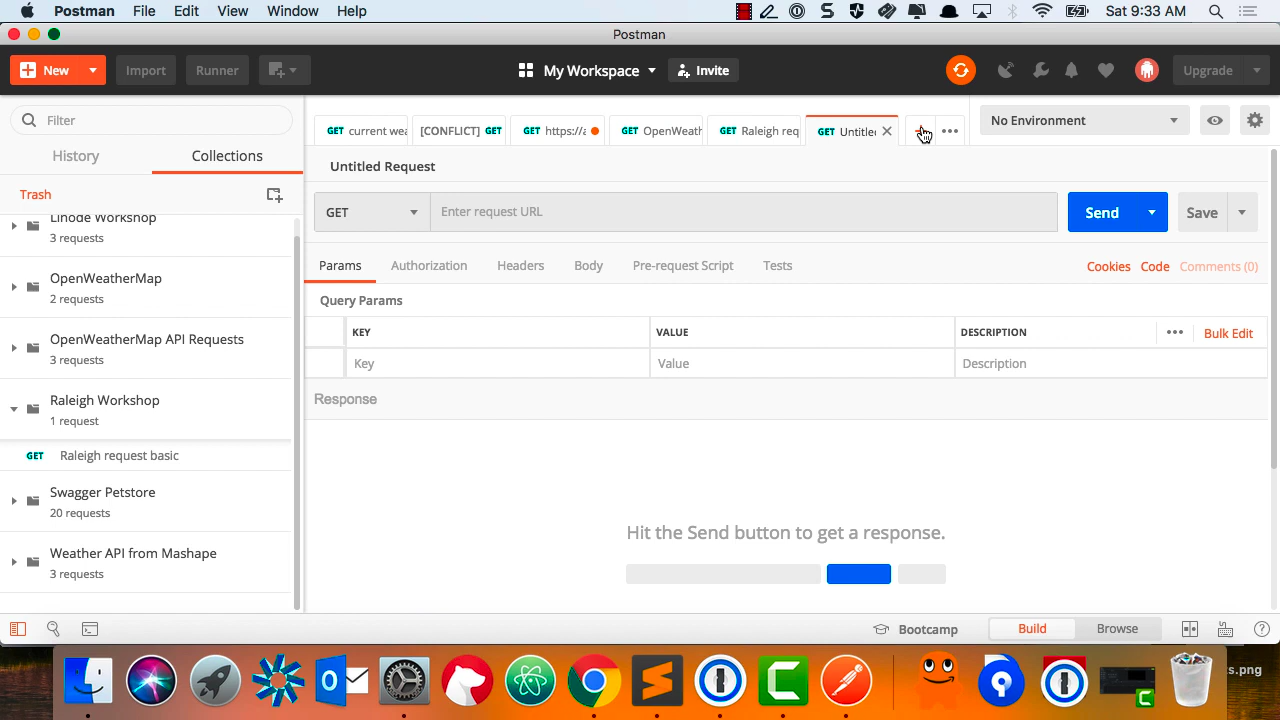 Postman File Edit View Window Help Sat 9:33 AM
Postman
New Import Runner My Workspace Invite Upgrade
Filter
GET current wea [CONFLICT] GET GET https://a GET OpenWeath GET Raleigh req GET Untitle No Environment
History Collections
Untitled Request
Trash
GET Enter request URL Send Save
Linode Workshop
3 requests
Params Authorization Headers Body Pre-request Script Tests Cookies Code Comments (0)
OpenWeatherMap
2 requests
Query Params
KEY VALUE DESCRIPTION Bulk Edit
OpenWeatherMap API Requests
3 requests
Key Value Description
Raleigh Workshop
1 request
Response
GET Raleigh request basic
Swagger Petstore
20 requests
Hit the Send button to get a response.
Weather API from Mashape
3 requests
Bootcamp Build Browse
s.png